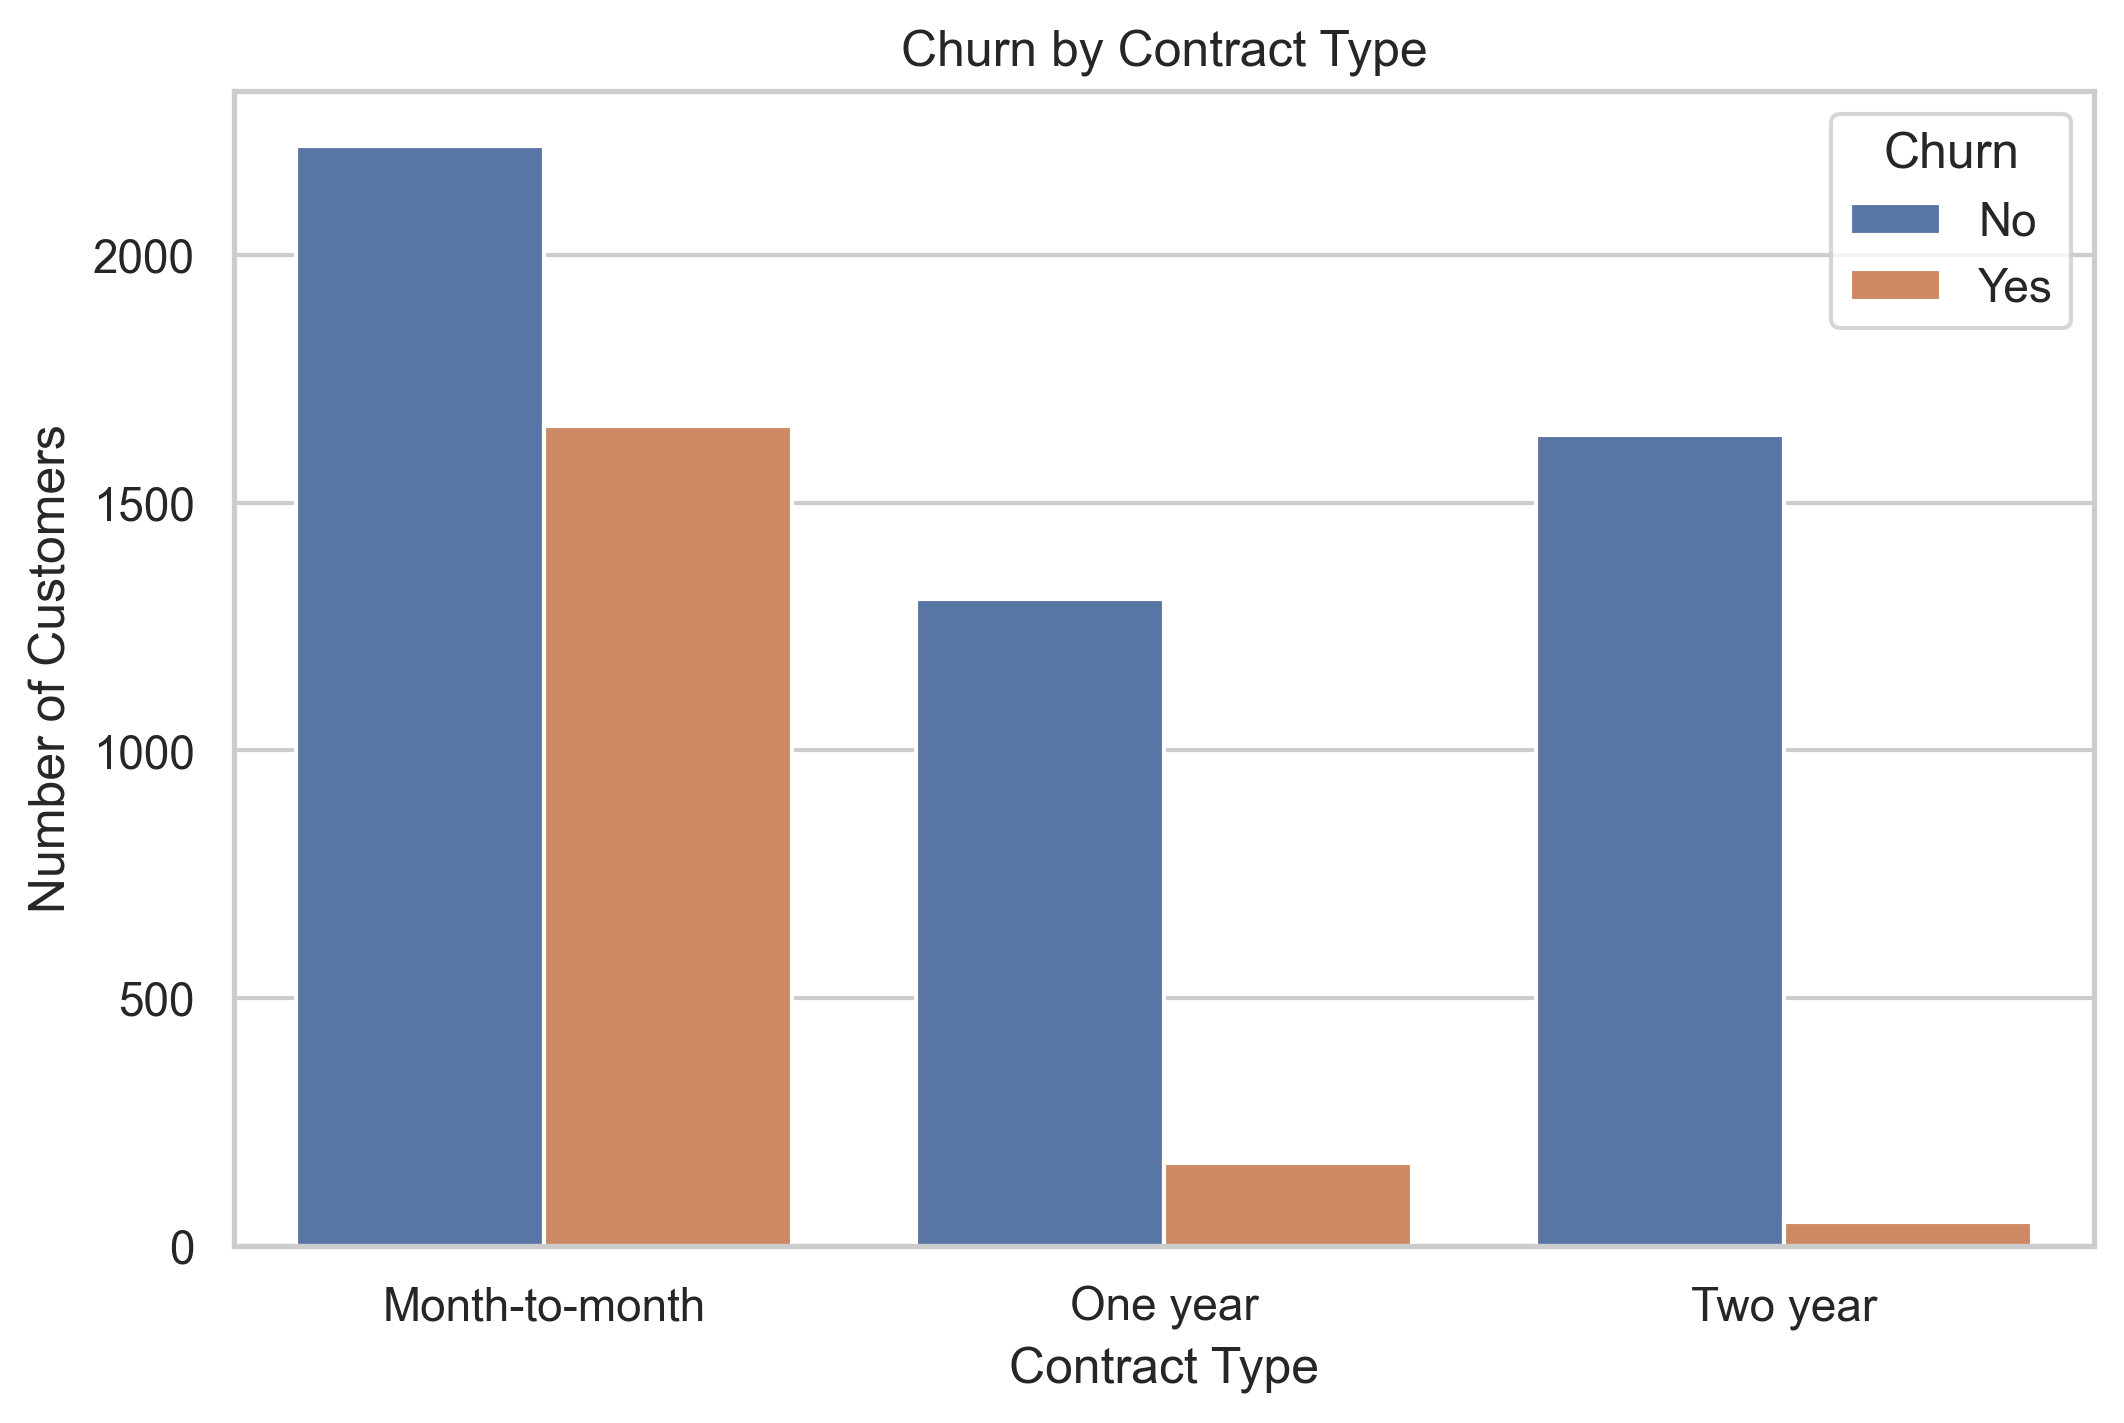 Churn by Contract Type
Churn
No
Yes
Number of Customers
2000
1500
1000
500
0
Month-to-month
One year
Two year
Contract Type